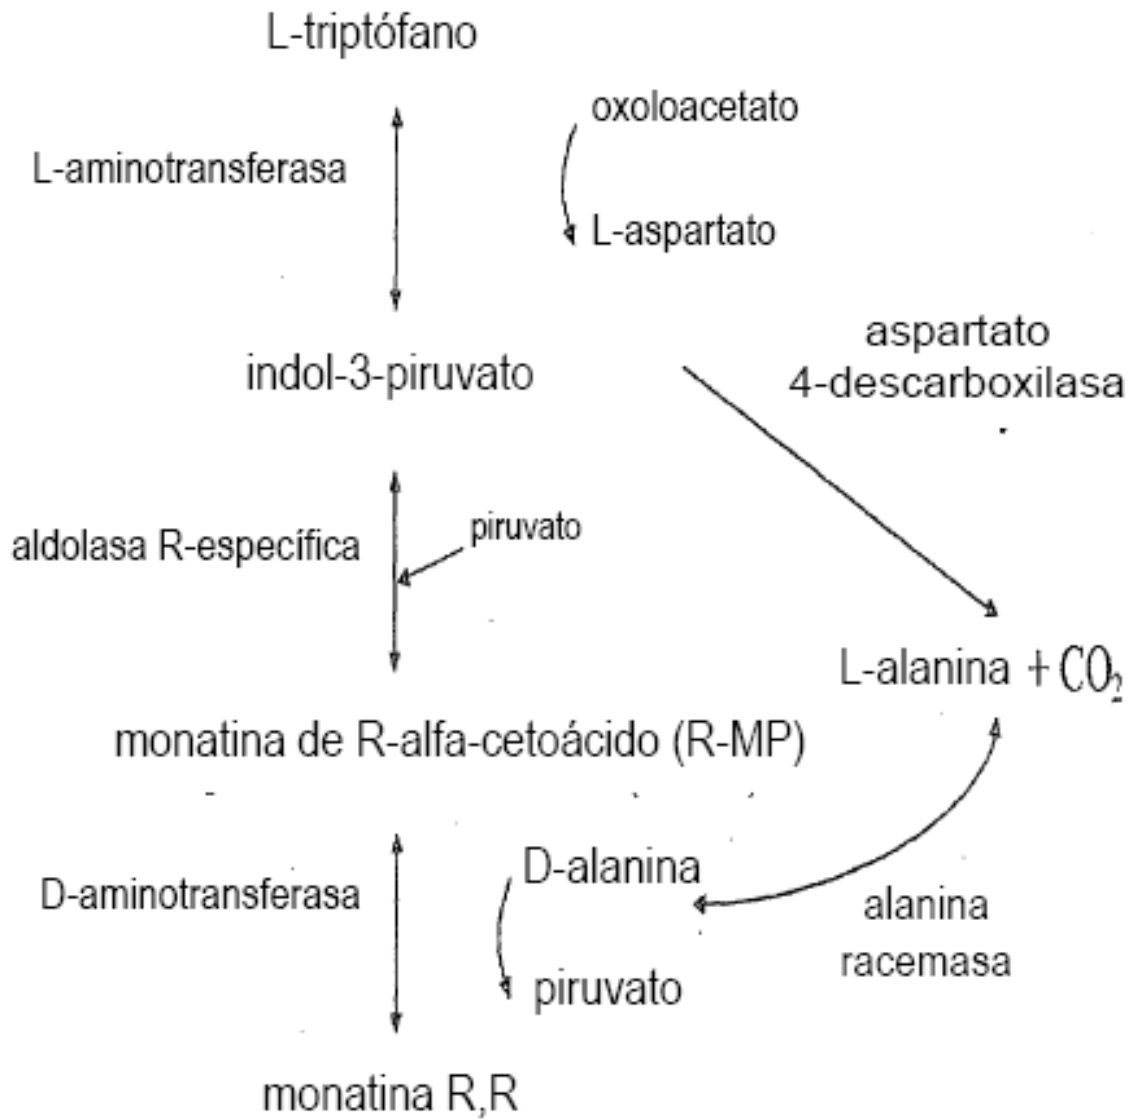 L-triptófano
oxoloacetato
L-aminotransferasa
L-aspartato
aspartato
4-descarboxilasa
indol-3-piruvato
piruvato
aldolasa R-específica
L-alanina + CO₂
monatina de R-alfa-cetoácido (R-MP)
D-alanina
D-aminotransferasa
alanina
racemasa
piruvato
monatina R,R